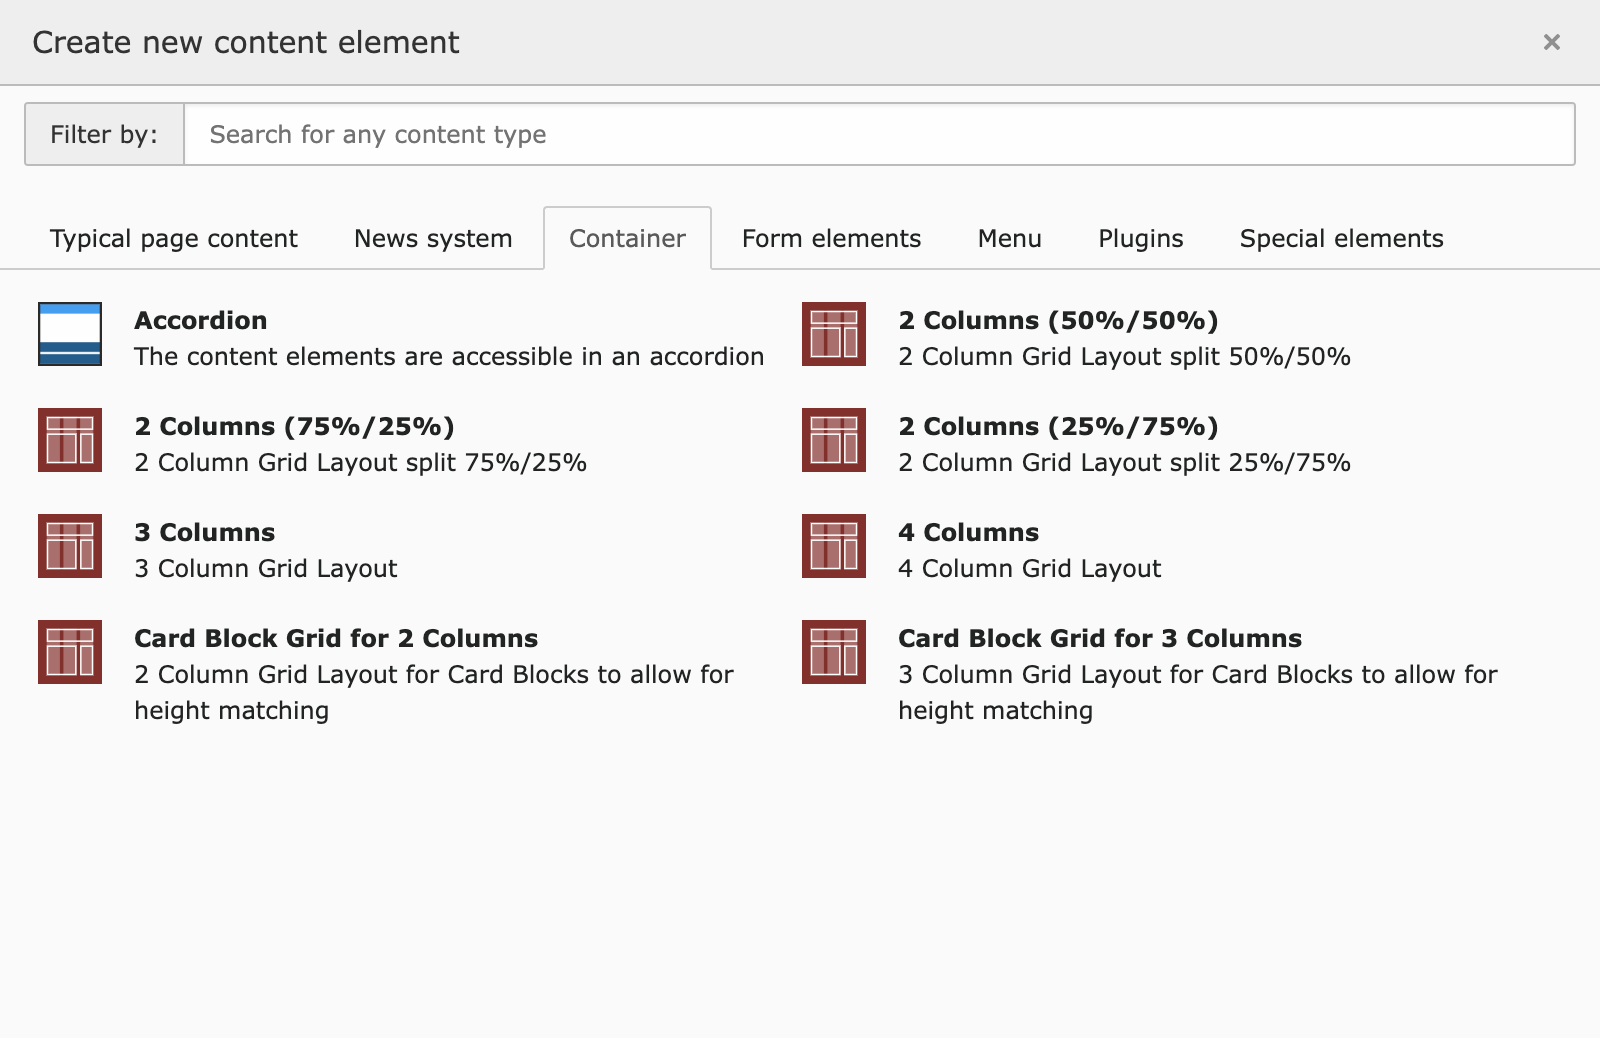 Create new content element
×
Filter by:
Search for any content type
Typical page content
News system
Container
Form elements
Menu
Plugins
Special elements
Accordion
The content elements are accessible in an accordion
2 Columns (50%/50%)
2 Column Grid Layout split 50%/50%
2 Columns (75%/25%)
2 Column Grid Layout split 75%/25%
2 Columns (25%/75%)
2 Column Grid Layout split 25%/75%
3 Columns
3 Column Grid Layout
4 Columns
4 Column Grid Layout
Card Block Grid for 2 Columns
2 Column Grid Layout for Card Blocks to allow for
height matching
Card Block Grid for 3 Columns
3 Column Grid Layout for Card Blocks to allow for
height matching